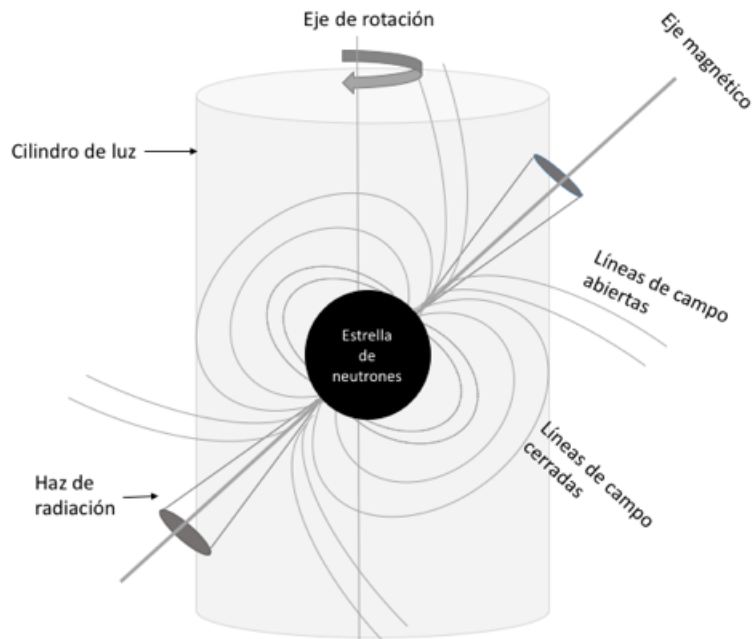 Eje de rotación
Eje magnético
Cilindro de luz
Líneas de campo
abiertas
Estrella
de
neutrones
Líneas de campo
cerradas
Haz de
radiación